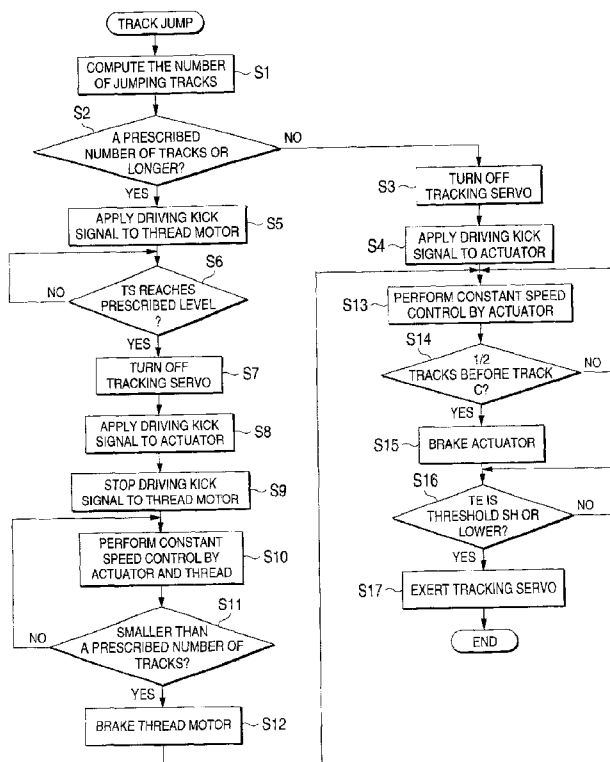 TRACK JUMP
COMPUTE THE NUMBER
OF JUMPING TRACKS
S1
S2
A PRESCRIBED
NUMBER OF TRACKS OR
LONGER?
NO
YES
APPLY DRIVING KICK
SIGNAL TO THREAD MOTOR
S5
S6
TS REACHES
PRESCRIBED LEVEL
?
NO
YES
TURN OFF
TRACKING SERVO
S7
APPLY DRIVING KICK
SIGNAL TO ACTUATOR
S8
STOP DRIVING KICK
SIGNAL TO THREAD MOTOR
S9
PERFORM CONSTANT
SPEED CONTROL BY
ACTUATOR AND THREAD
S10
S11
SMALLER THAN
A PRESCRIBED NUMBER OF
TRACKS?
NO
YES
BRAKE THREAD MOTOR
S12
S3
TURN OFF
TRACKING SERVO
S4
APPLY DRIVING KICK
SIGNAL TO ACTUATOR
S13
PERFORM CONSTANT SPEED
CONTROL BY ACTUATOR
S14
1/2
TRACKS BEFORE TRACK
C?
NO
YES
S15
BRAKE ACTUATOR
S16
TE IS
THRESHOLD SH OR
LOWER?
NO
YES
S17
EXERT TRACKING SERVO
END